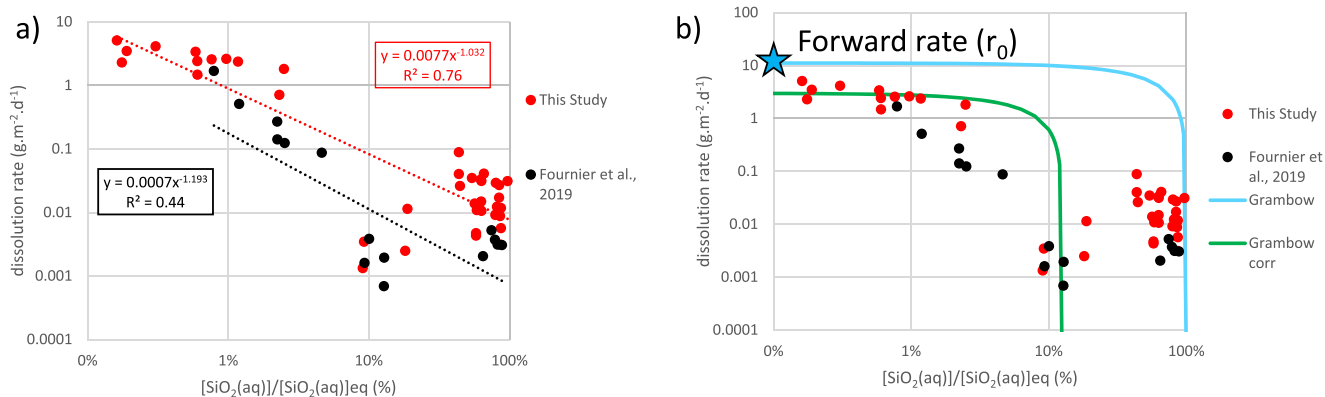 a)
10
1
0.1
0.01
0.001
0.0001
dissolution rate (g.m⁻².d⁻¹)
0%
1%
10%
100%
[SiO₂(aq)]/[SiO₂(aq)]eq (%)
y = 0.0077x⁻¹·⁰³²
R² = 0.76
y = 0.0007x⁻¹·¹⁹³
R² = 0.44
This Study
Fournier et al.,
2019
b)
100
10
1
0.1
0.01
0.001
0.0001
dissolution rate (g.m⁻².d⁻¹)
0%
1%
10%
100%
[SiO₂(aq)]/[SiO₂(aq)]eq (%)
Forward rate (r₀)
This Study
Fournier et
al., 2019
Grambow
Grambow
corr